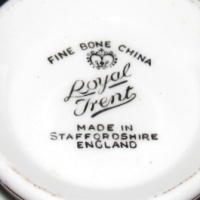 FINE BONE CHINA
Royal
Trent
MADE IN
STAFFORDSHIRE
ENGLAND